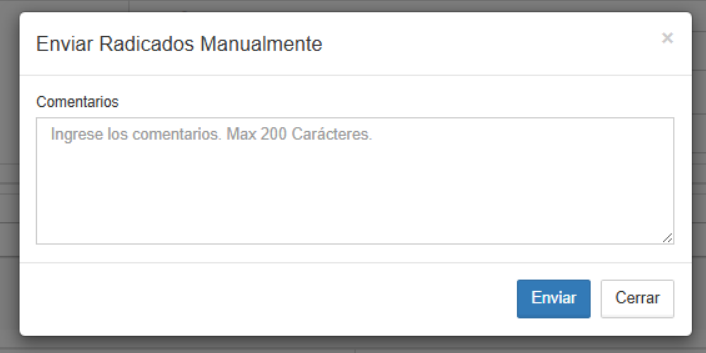 Enviar Radicados Manualmente
×
Comentarios
Ingrese los comentarios. Max 200 Carácteres.
Enviar Cerrar